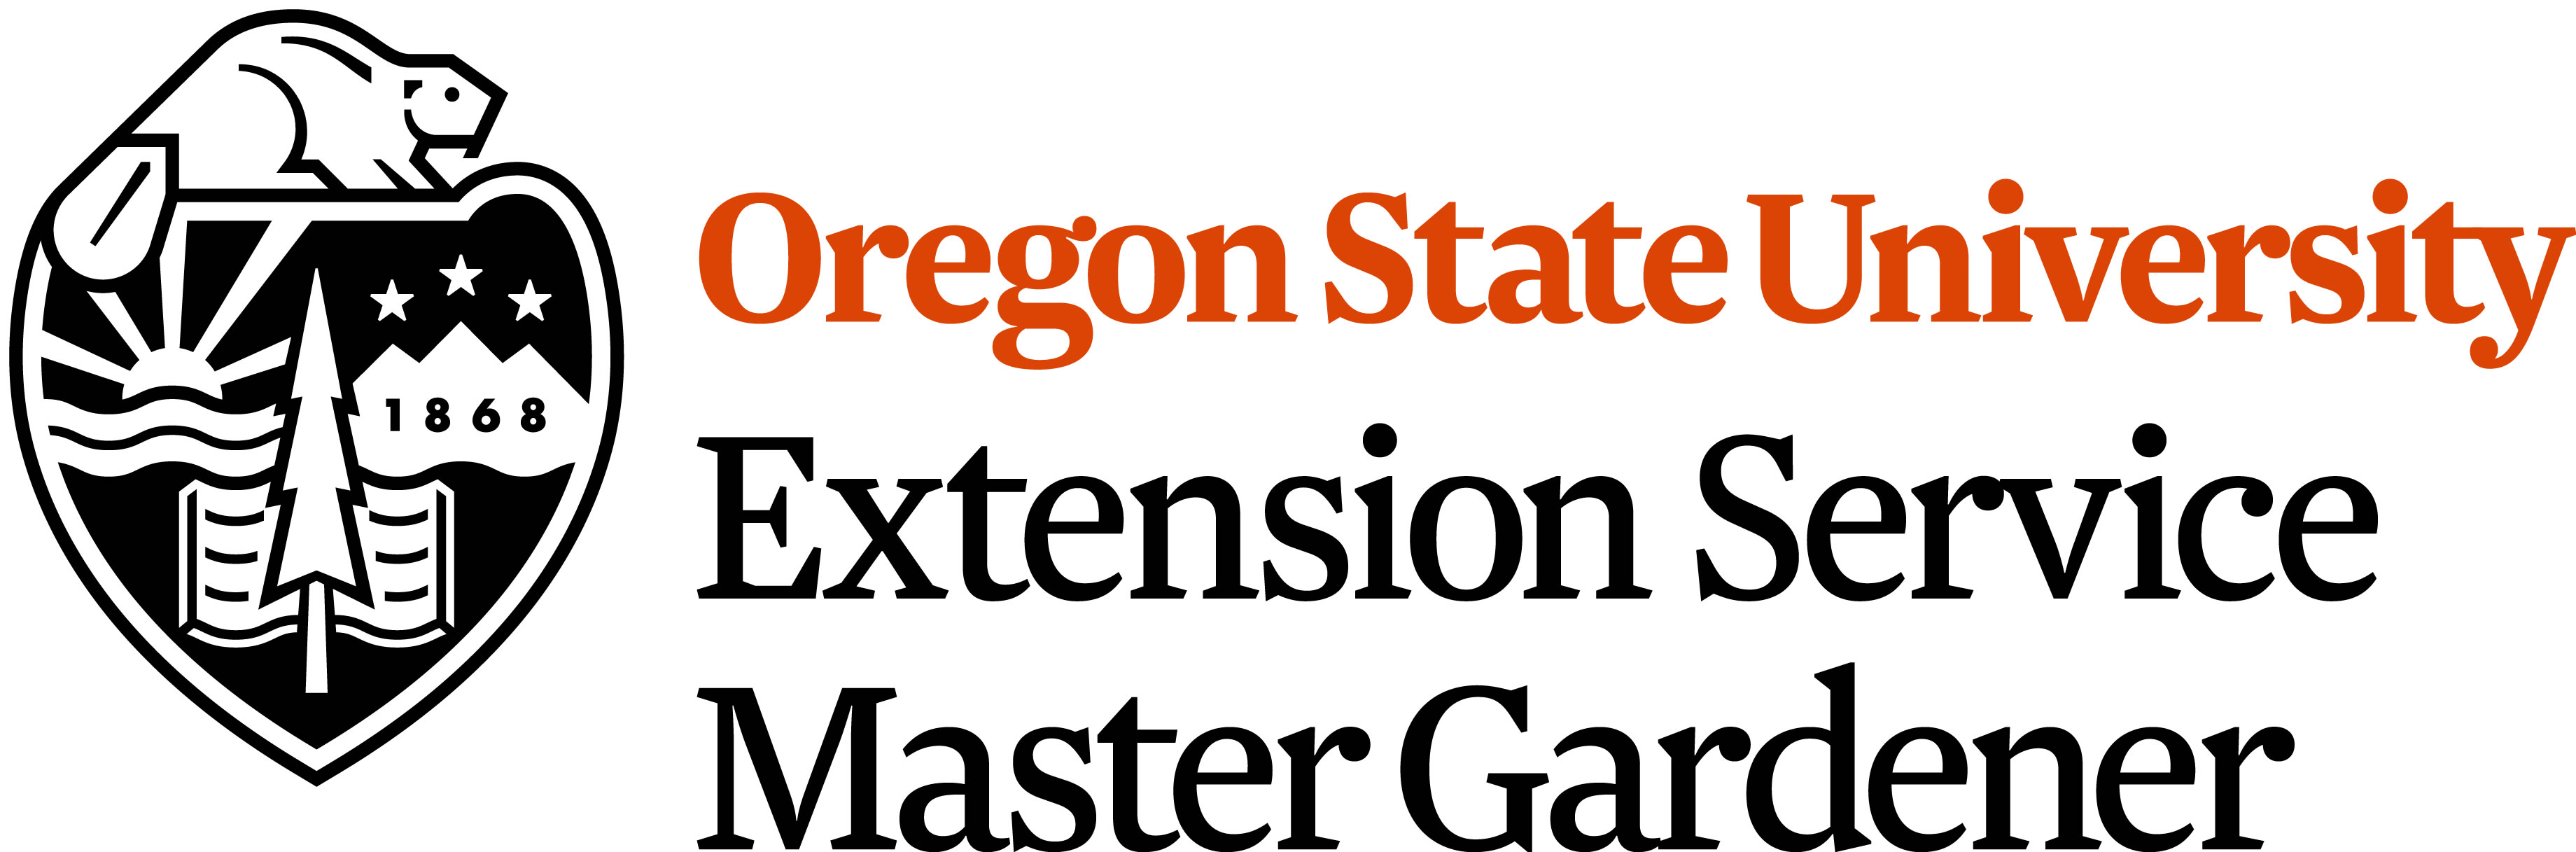 1868
Oregon State University
Extension Service
Master Gardener